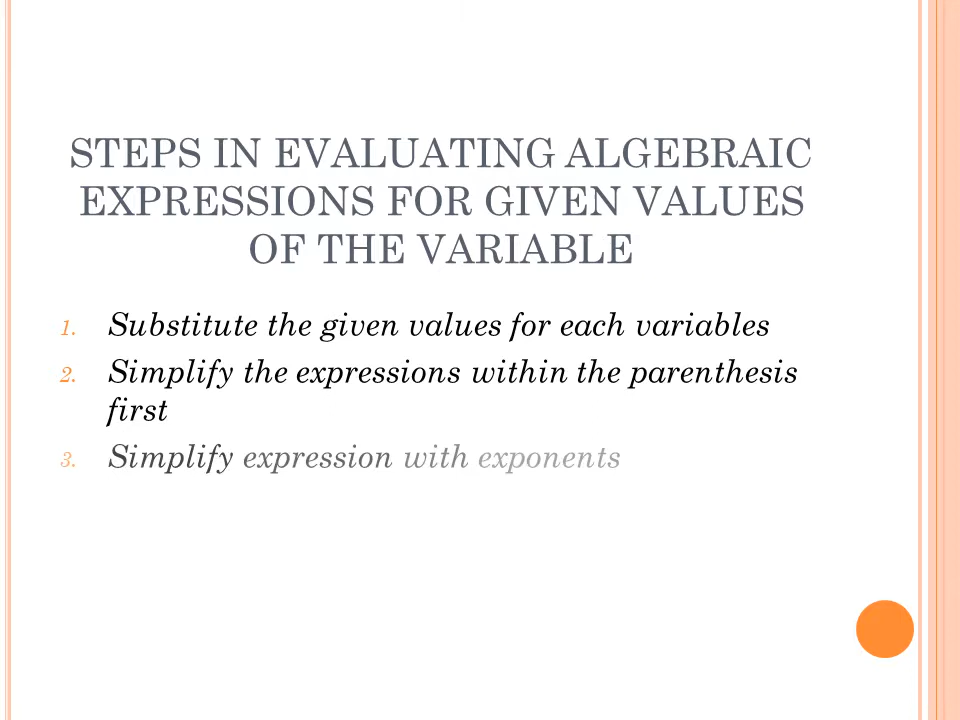 STEPS IN EVALUATING ALGEBRAIC
EXPRESSIONS FOR GIVEN VALUES
OF THE VARIABLE
1. Substitute the given values for each variables
2. Simplify the expressions within the parenthesis
first
3. Simplify expression with exponents